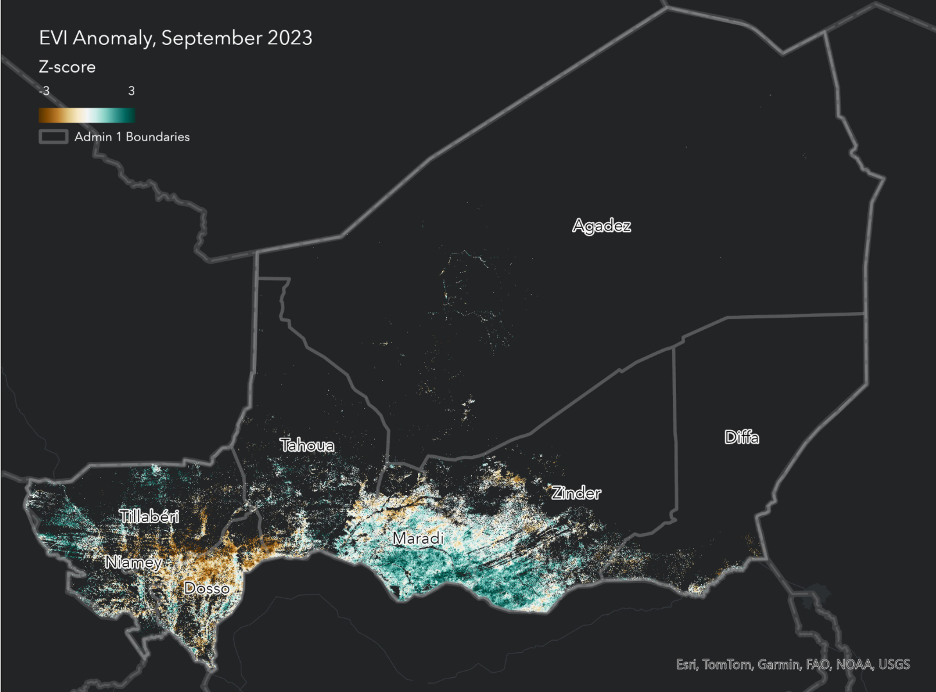 EVI Anomaly, September 2023
Z-score
-3 3
Admin 1 Boundaries
Agadez
Diffa
Tahoua
Zinder
Tillabéri
Maradi
Niamey
Dosso
Esri, TomTom, Garmin, FAO, NOAA, USGS